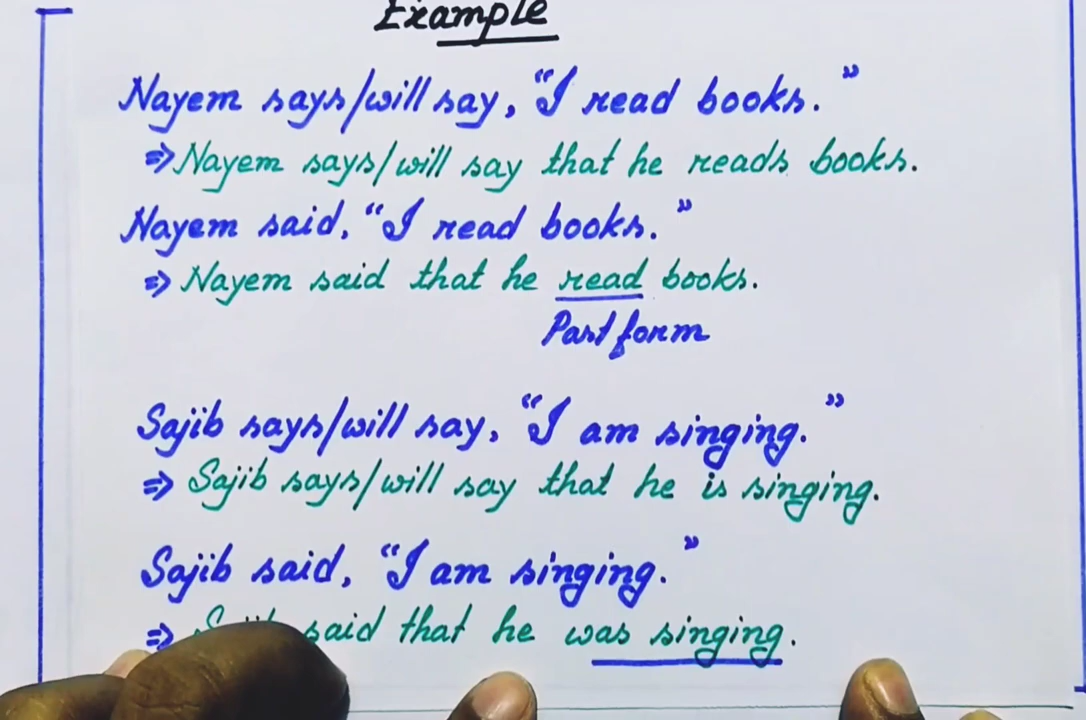 Example
Nayem says/will say, “I read books.”
⇒ Nayem says/will say that he reads books.
Nayem said, “I read books.”
⇒ Nayem said that he read books.
Past form
Sajib says/will say, “I am singing.”
⇒ Sajib says/will say that he is singing.
Sajib said, “I am singing.”
⇒ said that he was singing.